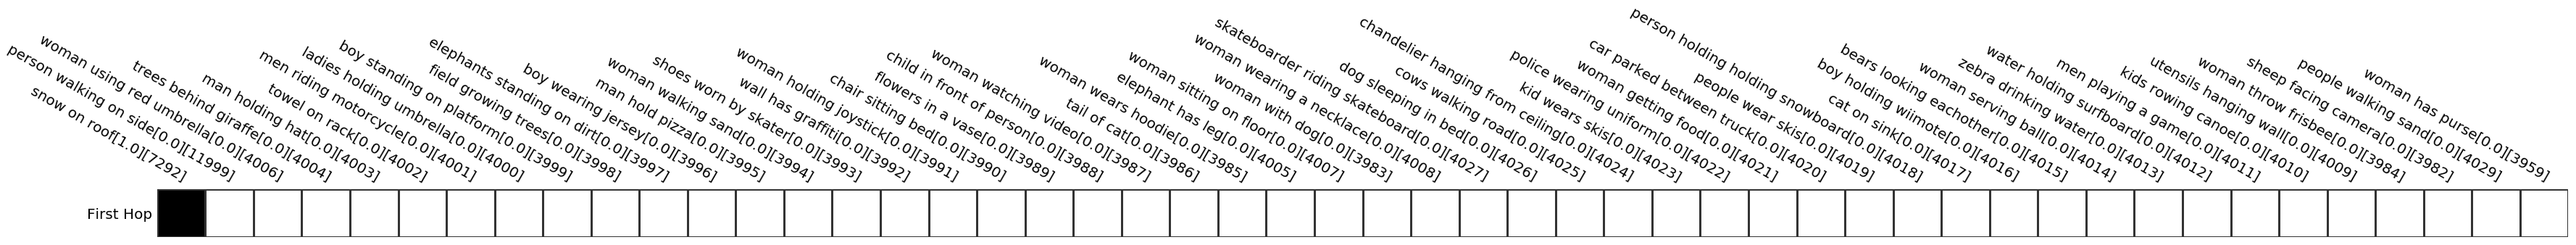 snow on roof[1.0][7292]
person walking on side[0.0][11999]
woman using red umbrella[0.0][4006]
trees behind giraffe[0.0][4004]
man holding hat[0.0][4003]
towel on rack[0.0][4002]
men riding motorcycle[0.0][4001]
ladies holding umbrella[0.0][4000]
boy standing on platform[0.0][3999]
field growing trees[0.0][3998]
elephants standing on dirt[0.0][3997]
boy wearing jersey[0.0][3996]
man hold pizza[0.0][3995]
woman walking sand[0.0][3994]
shoes worn by skater[0.0][3993]
wall has graffiti[0.0][3992]
woman holding joystick[0.0][3991]
chair sitting bed[0.0][3990]
flowers in a vase[0.0][3989]
child in front of person[0.0][3988]
woman watching video[0.0][3987]
tail of cat[0.0][3986]
woman wears hoodie[0.0][3985]
elephant has leg[0.0][4005]
woman sitting on floor[0.0][4007]
woman with dog[0.0][3983]
woman wearing a necklace[0.0][4008]
skateboarder riding skateboard[0.0][4027]
dog sleeping in bed[0.0][4026]
cows walking road[0.0][4025]
chandelier hanging from ceiling[0.0][4024]
kid wears skis[0.0][4023]
police wearing uniform[0.0][4022]
woman getting food[0.0][4021]
car parked between truck[0.0][4020]
people wear skis[0.0][4019]
person holding snowboard[0.0][4018]
cat on sink[0.0][4017]
boy holding wiimote[0.0][4016]
bears looking eachother[0.0][4015]
woman serving ball[0.0][4014]
zebra drinking water[0.0][4013]
water holding surfboard[0.0][4012]
men playing a game[0.0][4011]
kids rowing canoe[0.0][4010]
utensils hanging wall[0.0][4009]
woman throw frisbee[0.0][3984]
sheep facing camera[0.0][3982]
people walking sand[0.0][4029]
woman has purse[0.0][3959]
First Hop